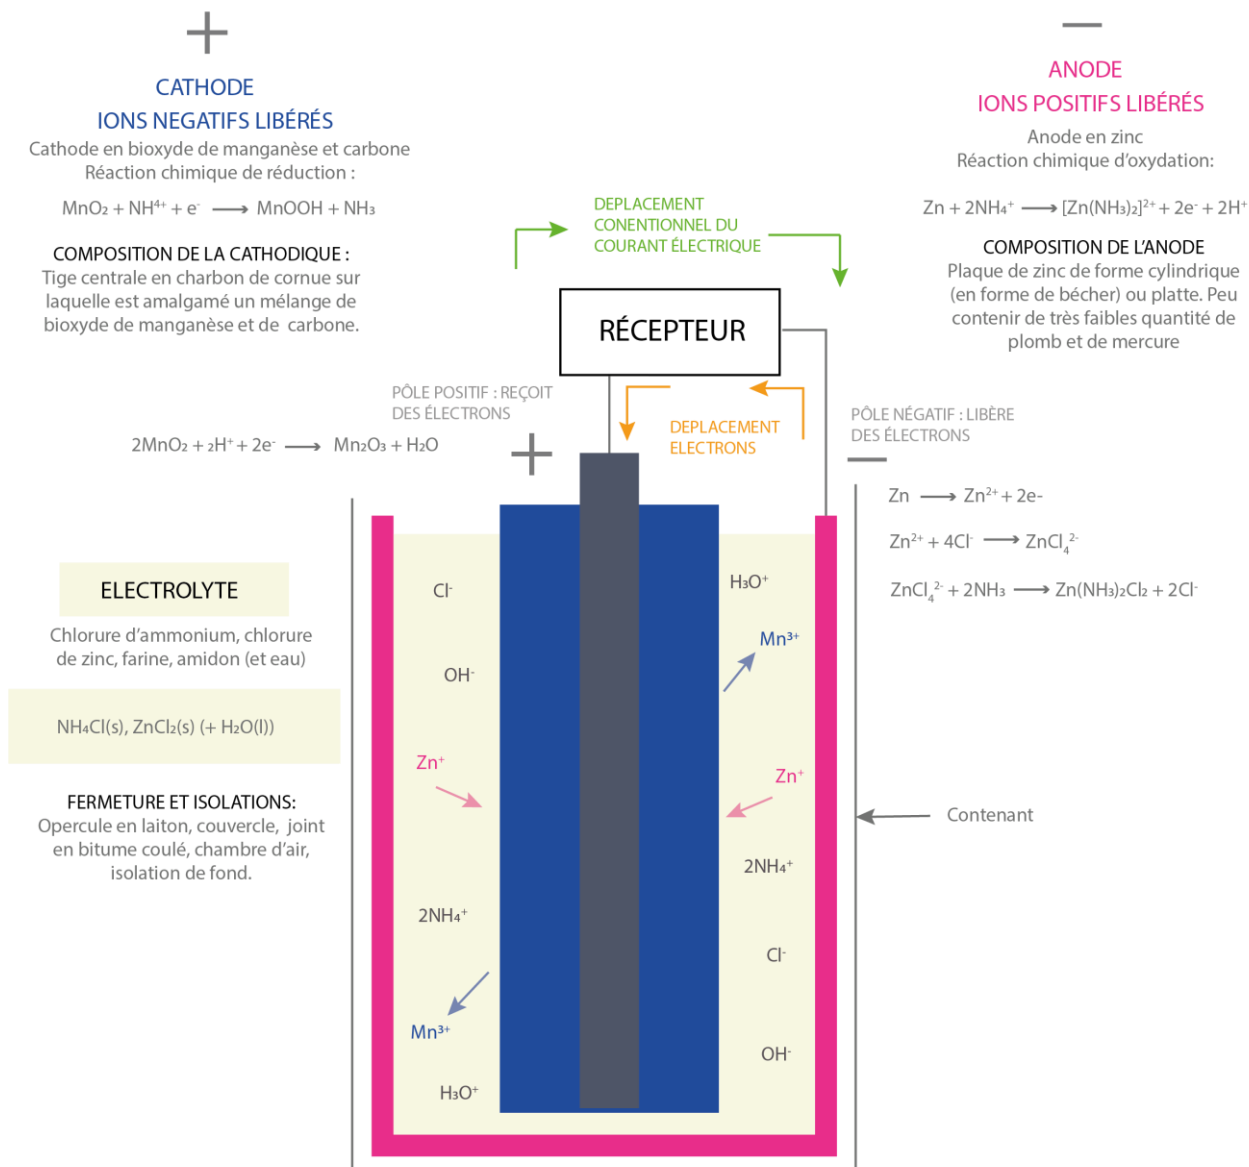 +
CATHODE
IONS NEGATIFS LIBÉRÉS
Cathode en bioxyde de manganèse et carbone
Réaction chimique de réduction :
MnO₂ + NH⁴⁺ + e⁻ ⟶ MnOOH + NH₃
COMPOSITION DE LA CATHODIQUE :
Tige centrale en charbon de cornue sur
laquelle est amalgamé un mélange de
bioxyde de manganèse et de carbone.
−
ANODE
IONS POSITIFS LIBÉRÉS
Anode en zinc
Réaction chimique d'oxydation:
Zn + 2NH₄⁺ ⟶ [Zn(NH₃)₂]²⁺ + 2e⁻ + 2H⁺
COMPOSITION DE L'ANODE
Plaque de zinc de forme cylindrique
(en forme de bécher) ou platte. Peu
contenir de très faibles quantité de
plomb et de mercure
DEPLACEMENT
CONENTIONNEL DU
COURANT ÉLECTRIQUE
RÉCEPTEUR
PÔLE POSITIF : REÇOIT
DES ÉLECTRONS
2MnO₂ + ₂H⁺ + 2e⁻ ⟶ Mn₂O₃ + H₂O
+
DEPLACEMENT
ELECTRONS
PÔLE NÉGATIF : LIBÈRE
DES ÉLECTRONS
−
Zn ⟶ Zn²⁺ + 2e-
Zn²⁺ + 4Cl⁻ ⟶ ZnCl₄²⁻
ZnCl₄²⁻ + 2NH₃ ⟶ Zn(NH₃)₂Cl₂ + 2Cl⁻
ELECTROLYTE
Chlorure d'ammonium, chlorure
de zinc, farine, amidon (et eau)
NH₄Cl(s), ZnCl₂(s) (+ H₂O(l))
FERMETURE ET ISOLATIONS:
Opercule en laiton, couvercle, joint
en bitume coulé, chambre d'air,
isolation de fond.
Cl⁻
OH⁻
Zn⁺
2NH₄⁺
Mn³⁺
H₃O⁺
H₃O⁺
Mn³⁺
Zn⁺
2NH₄⁺
Cl⁻
OH⁻
Contenant